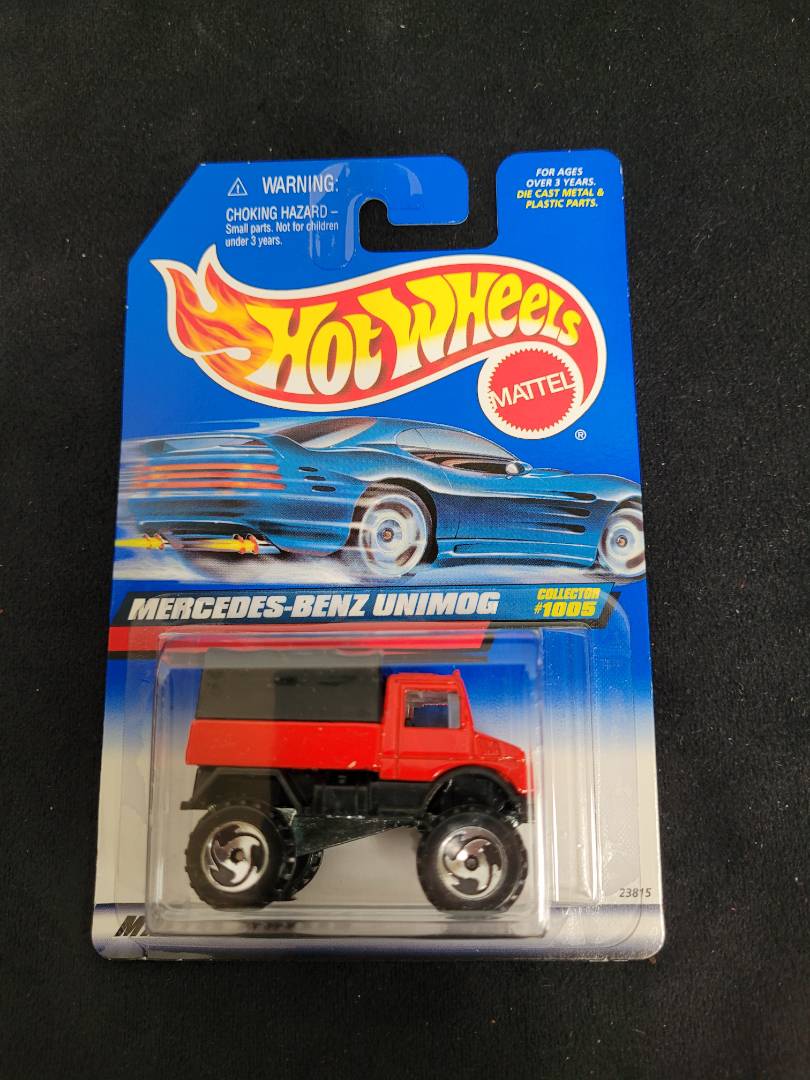 WARNING:
CHOKING HAZARD –
Small parts. Not for children
under 3 years.
FOR AGES
OVER 3 YEARS.
DIE CAST METAL &
PLASTIC PARTS.
HOT WHEELS
MATTEL
®
MERCEDES-BENZ UNIMOG
COLLECTOR
#1005
23815